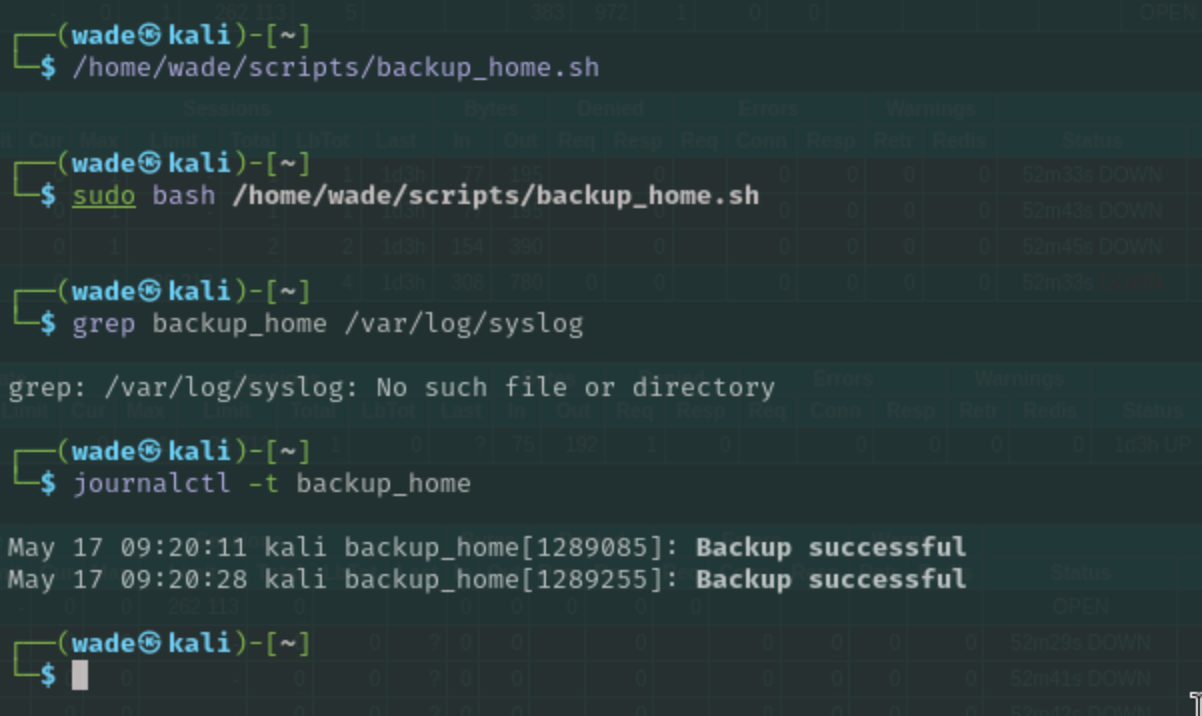 ┌──(wade㉿kali)-[~]
└─$ /home/wade/scripts/backup_home.sh
┌──(wade㉿kali)-[~]
└─$ sudo bash /home/wade/scripts/backup_home.sh
┌──(wade㉿kali)-[~]
└─$ grep backup_home /var/log/syslog
grep: /var/log/syslog: No such file or directory
┌──(wade㉿kali)-[~]
└─$ journalctl -t backup_home
May 17 09:20:11 kali backup_home[1289085]: Backup successful
May 17 09:20:28 kali backup_home[1289255]: Backup successful
┌──(wade㉿kali)-[~]
└─$